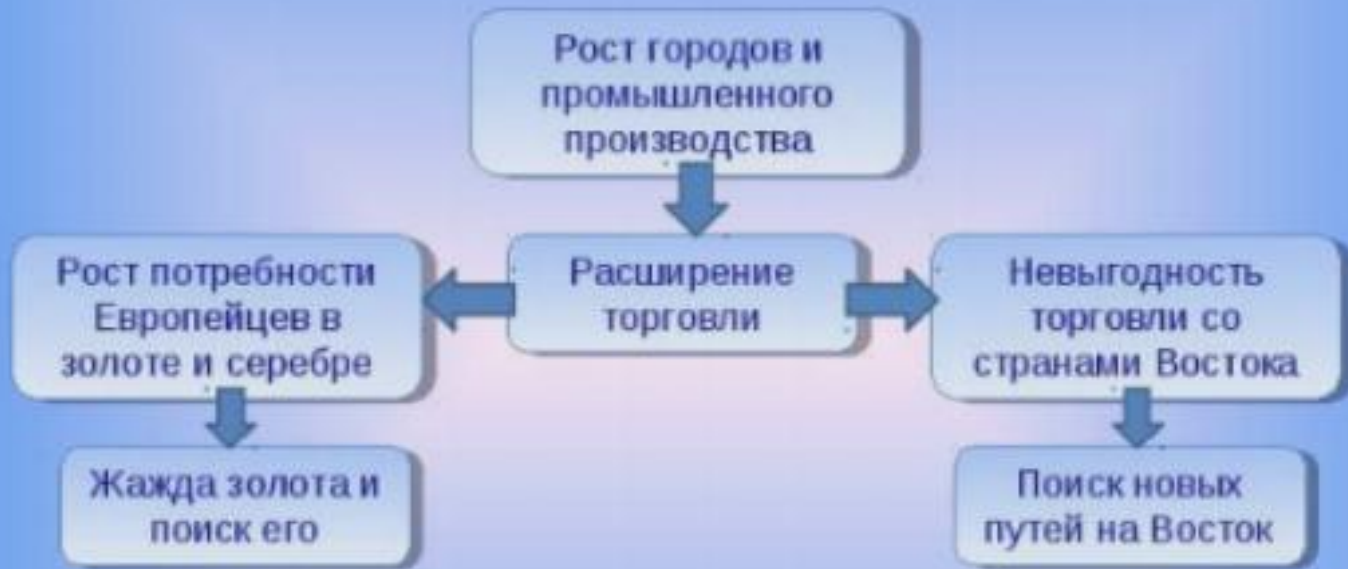 Рост городов и
промышленного
производства
Рост потребности
Европейцев в
золоте и серебре
Расширение
торговли
Невыгодность
торговли со
странами Востока
Жажда золота и
поиск его
Поиск новых
путей на Восток